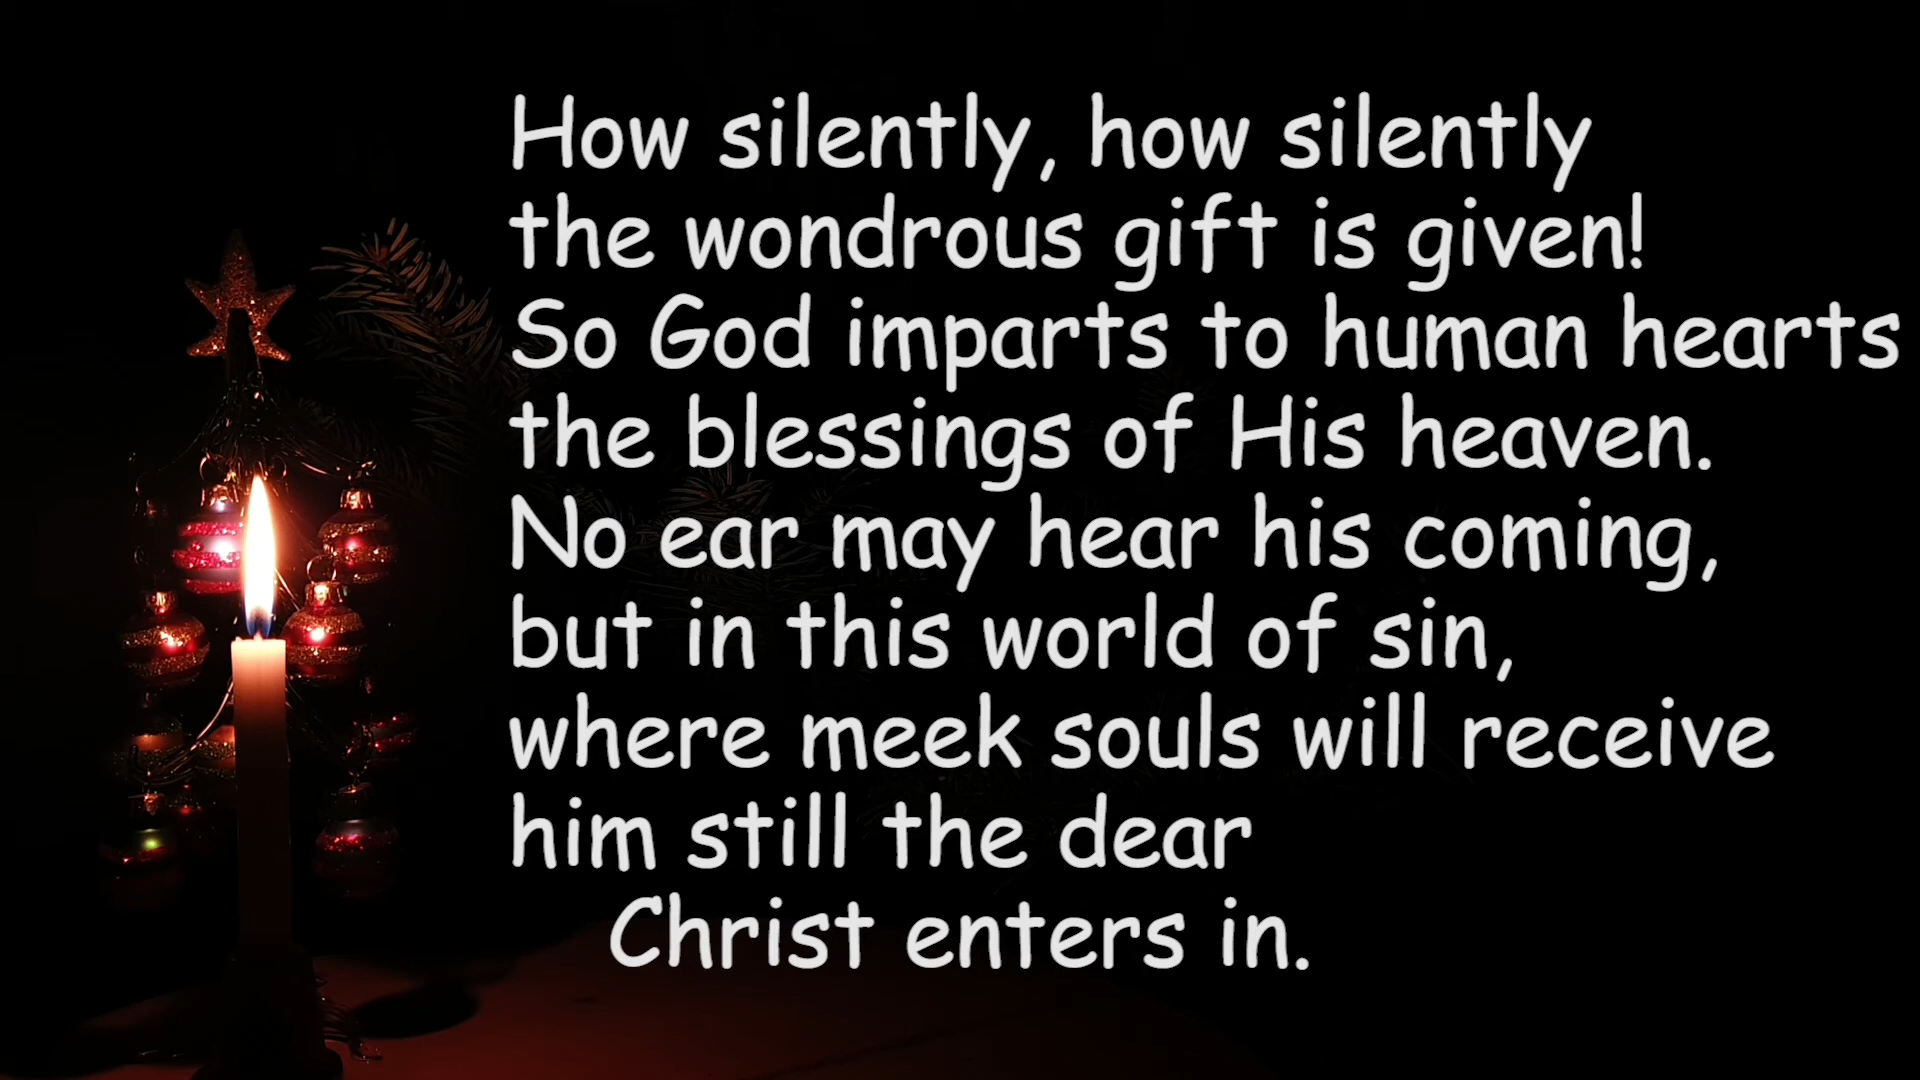 How silently, how silently
the wondrous gift is given!
So God imparts to human hearts
the blessings of His heaven.
No ear may hear his coming,
but in this world of sin,
where meek souls will receive
him still the dear
Christ enters in.